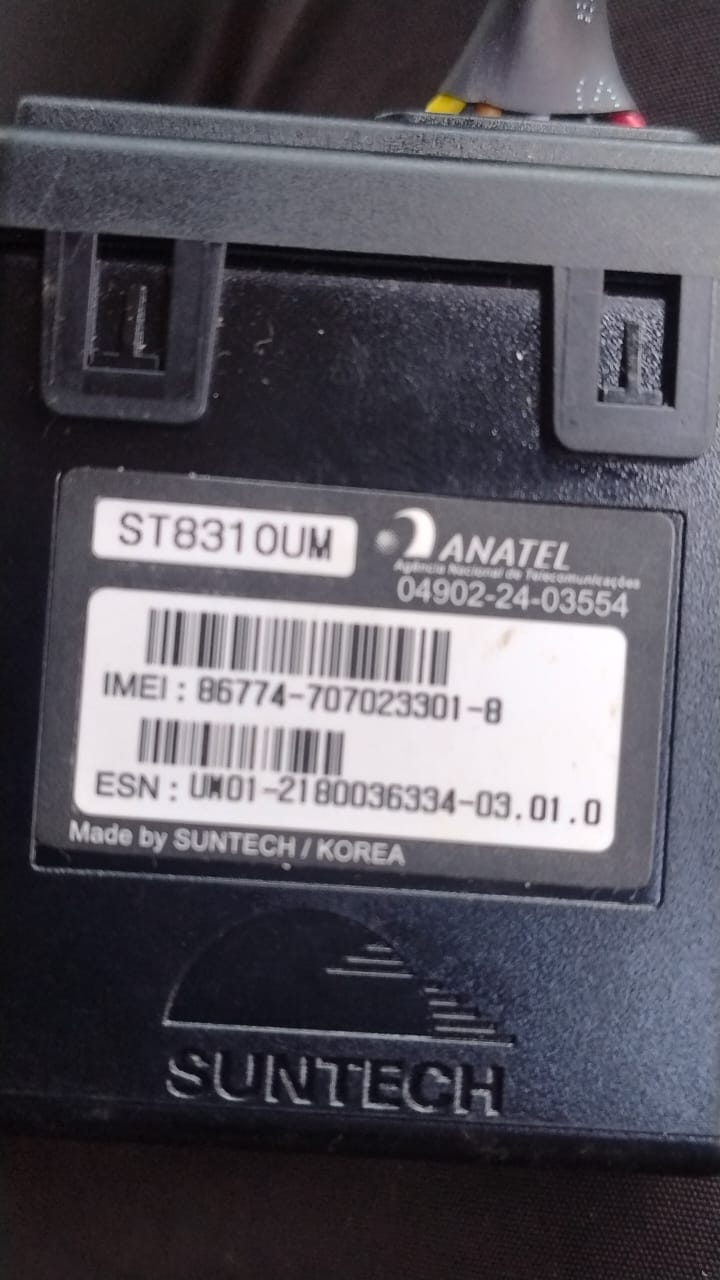 ST8310UM
ANATEL
Agência Nacional de Telecomunicações
04902-24-03554
IMEI : 86774-707023301-8
ESN : UM01-2180036334-03.01.0
Made by SUNTECH / KOREA
SUNTECH